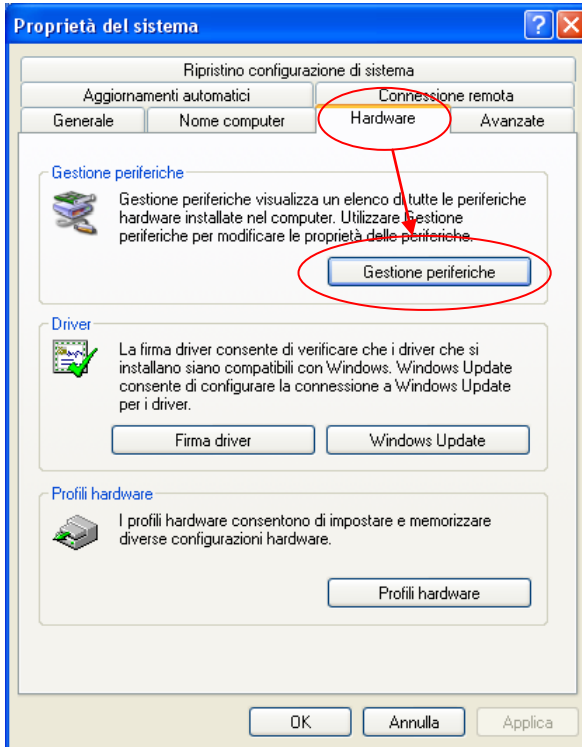 Proprietà del sistema
Ripristino configurazione di sistema
Aggiornamenti automatici
Connessione remota
Generale
Nome computer
Hardware
Avanzate
Gestione periferiche
Gestione periferiche visualizza un elenco di tutte le periferiche
hardware installate nel computer. Utilizzare Gestione
periferiche per modificare le proprietà delle periferiche.
Gestione periferiche
Driver
La firma driver consente di verificare che i driver che si
installano siano compatibili con Windows. Windows Update
consente di configurare la connessione a Windows Update
per i driver.
Firma driver
Windows Update
Profili hardware
I profili hardware consentono di impostare e memorizzare
diverse configurazioni hardware.
Profili hardware
OK
Annulla
Applica